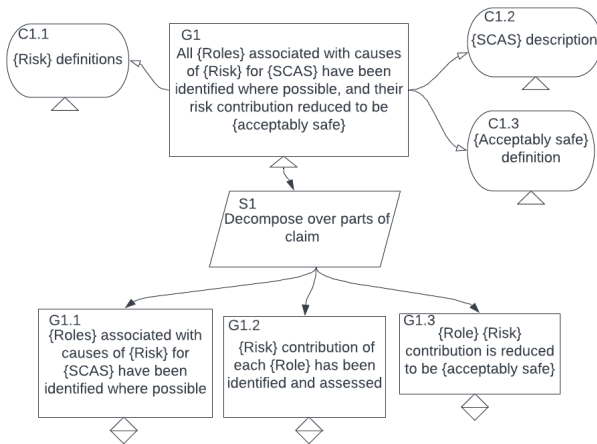 C1.1
{Risk} definitions
G1
All {Roles} associated with causes
of {Risk} for {SCAS} have been
identified where possible, and their
risk contribution reduced to be
{acceptably safe}
C1.2
{SCAS} description
C1.3
{Acceptably safe}
definition
S1
Decompose over parts of
claim
G1.1
{Roles} associated with
causes of {Risk} for
{SCAS} have been
identified where possible
G1.2
{Risk} contribution of
each {Role} has been
identified and assessed
G1.3
{Role} {Risk}
contribution is reduced
to be {acceptably safe}